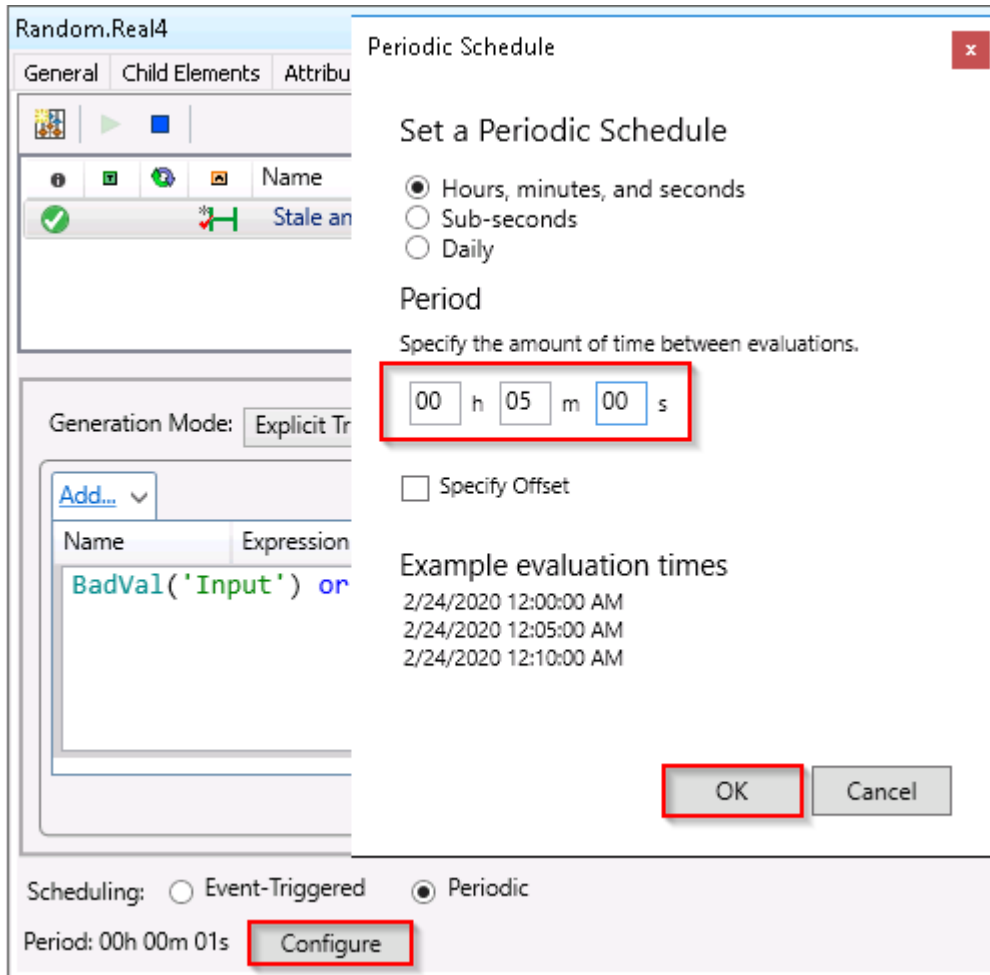 Random.Real4
General Child Elements Attribu
Name
Stale an
Generation Mode: Explicit Tr
Add...
Name Expression
BadVal('Input') or
Scheduling: Event-Triggered Periodic
Period: 00h 00m 01s Configure
Periodic Schedule
x
Set a Periodic Schedule
Hours, minutes, and seconds
Sub-seconds
Daily
Period
Specify the amount of time between evaluations.
00 h 05 m 00 s
Specify Offset
Example evaluation times
2/24/2020 12:00:00 AM
2/24/2020 12:05:00 AM
2/24/2020 12:10:00 AM
OK Cancel